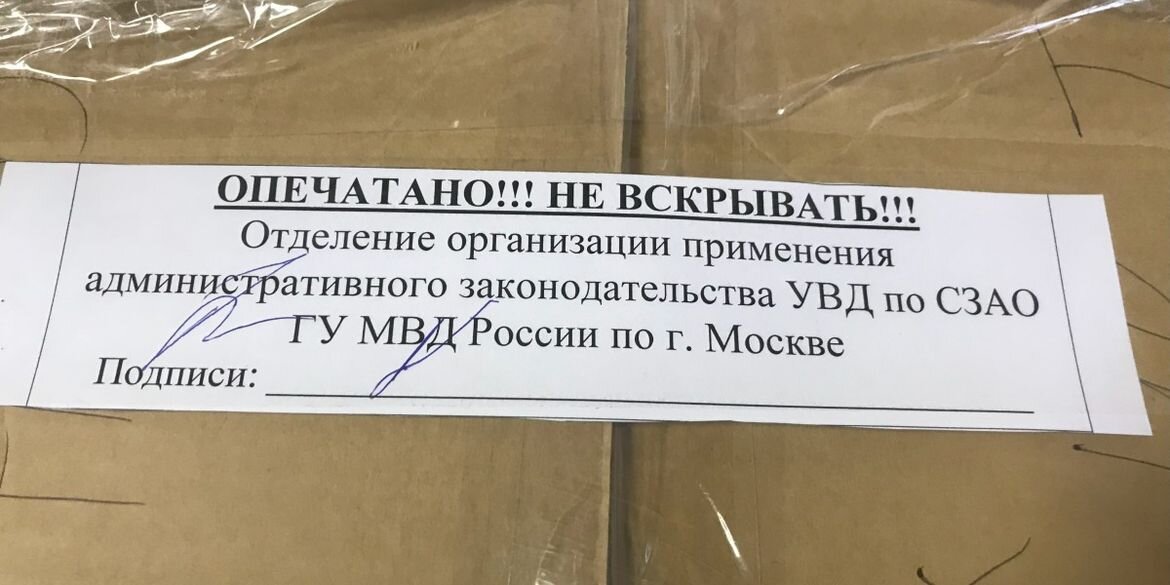 ОПЕЧАТАНО!!! НЕ ВСКРЫВАТЬ!!!
Отделение организации применения
административного законодательства УВД по СЗАО
ГУ МВД России по г. Москве
Подписи: